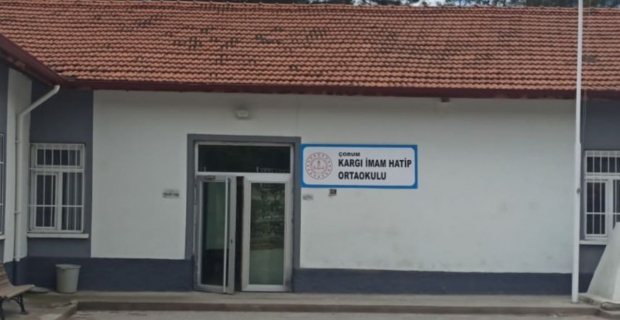 ÇORUM
KARGI İMAM HATİP
ORTAOKULU